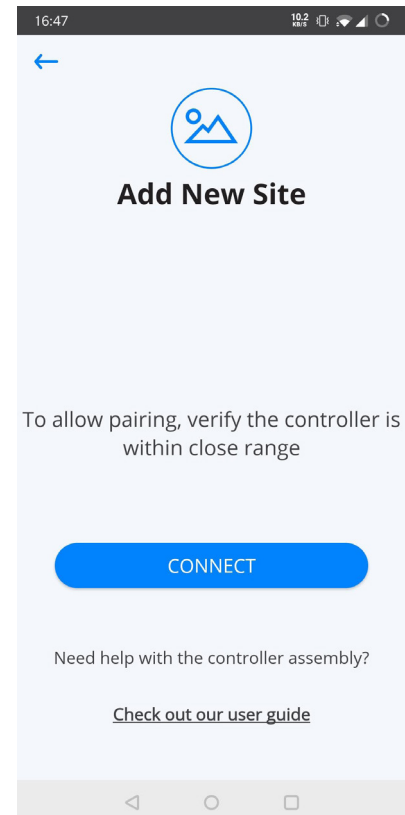 16:47
10.2
KB/S
Add New Site
To allow pairing, verify the controller is
within close range
CONNECT
Need help with the controller assembly?
Check out our user guide